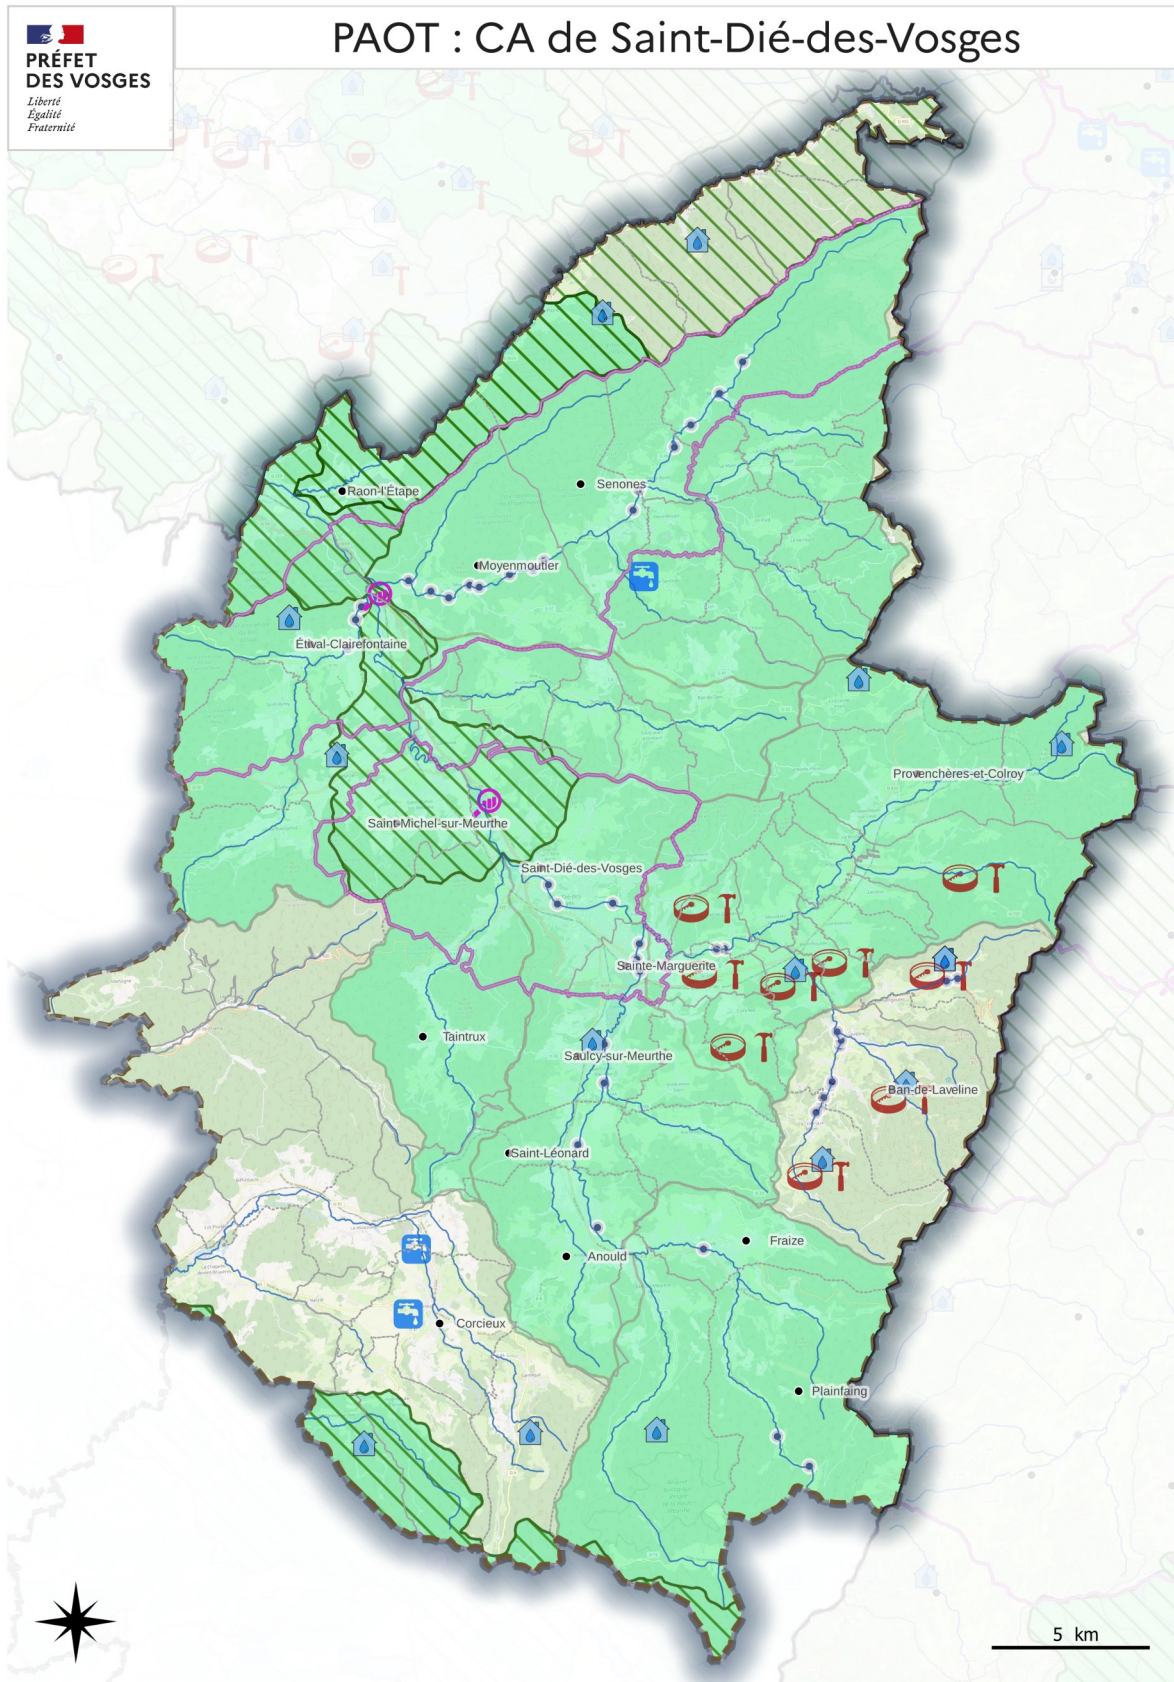 PRÉFET
DES VOSGES
Liberté
Égalité
Fraternité
PAOT : CA de Saint-Dié-des-Vosges
Raon-l'Étape
Senones
Moyenmoutier
Étival-Clairefontaine
Provenchères-et-Colroy
Saint-Michel-sur-Meurthe
Saint-Dié-des-Vosges
Sainte-Marguerite
Taintrux
Saulcy-sur-Meurthe
Ban-de-Laveline
Saint-Léonard
Fraize
Anould
Corcieux
Plainfaing
5 km